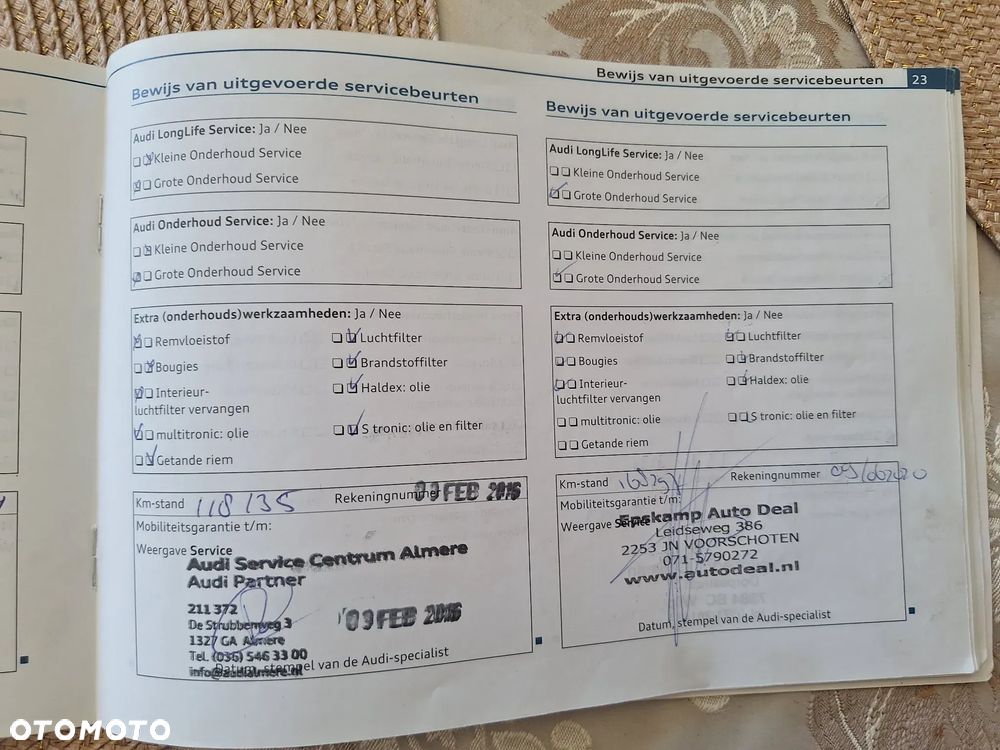 Bewijs van uitgevoerde servicebeurten
Audi LongLife Service: Ja / Nee
Kleine Onderhoud Service
Grote Onderhoud Service
Audi Onderhoud Service: Ja / Nee
Kleine Onderhoud Service
Grote Onderhoud Service
Extra (onderhouds)werkzaamheden: Ja / Nee
Remvloeistof
Luchtfilter
Bougies
Brandstoffilter
Interieur-
luchtfilter vervangen
Haldex: olie
multitronic: olie
S tronic: olie en filter
Getande riem
Km-stand 118135 Rekeningnummer 09 FEB 2016
Mobiliteitsgarantie t/m:
Weergave Service
Audi Service Centrum Almere
Audi Partner
211 372
De Strubbenweg 3
09 FEB 2016
1327 GA Almere
Tel. (036) 546 33 00
info@audialmere.nl
Datum, stempel van de Audi-specialist
Bewijs van uitgevoerde servicebeurten 23
Bewijs van uitgevoerde servicebeurten
Audi LongLife Service: Ja / Nee
Kleine Onderhoud Service
Grote Onderhoud Service
Audi Onderhoud Service: Ja / Nee
Kleine Onderhoud Service
Grote Onderhoud Service
Extra (onderhouds)werkzaamheden: Ja / Nee
Remvloeistof
Luchtfilter
Bougies
Brandstoffilter
Interieur-
luchtfilter vervangen
Haldex: olie
multitronic: olie
S tronic: olie en filter
Getande riem
Km-stand Rekeningnummer
Mobiliteitsgarantie t/m:
Weergave Service
Enskamp Auto Deal
Leidseweg 386
2253 JN VOORSCHOTEN
071-5790272
www.autodeal.nl
Datum, stempel van de Audi-specialist
OTOMOTO